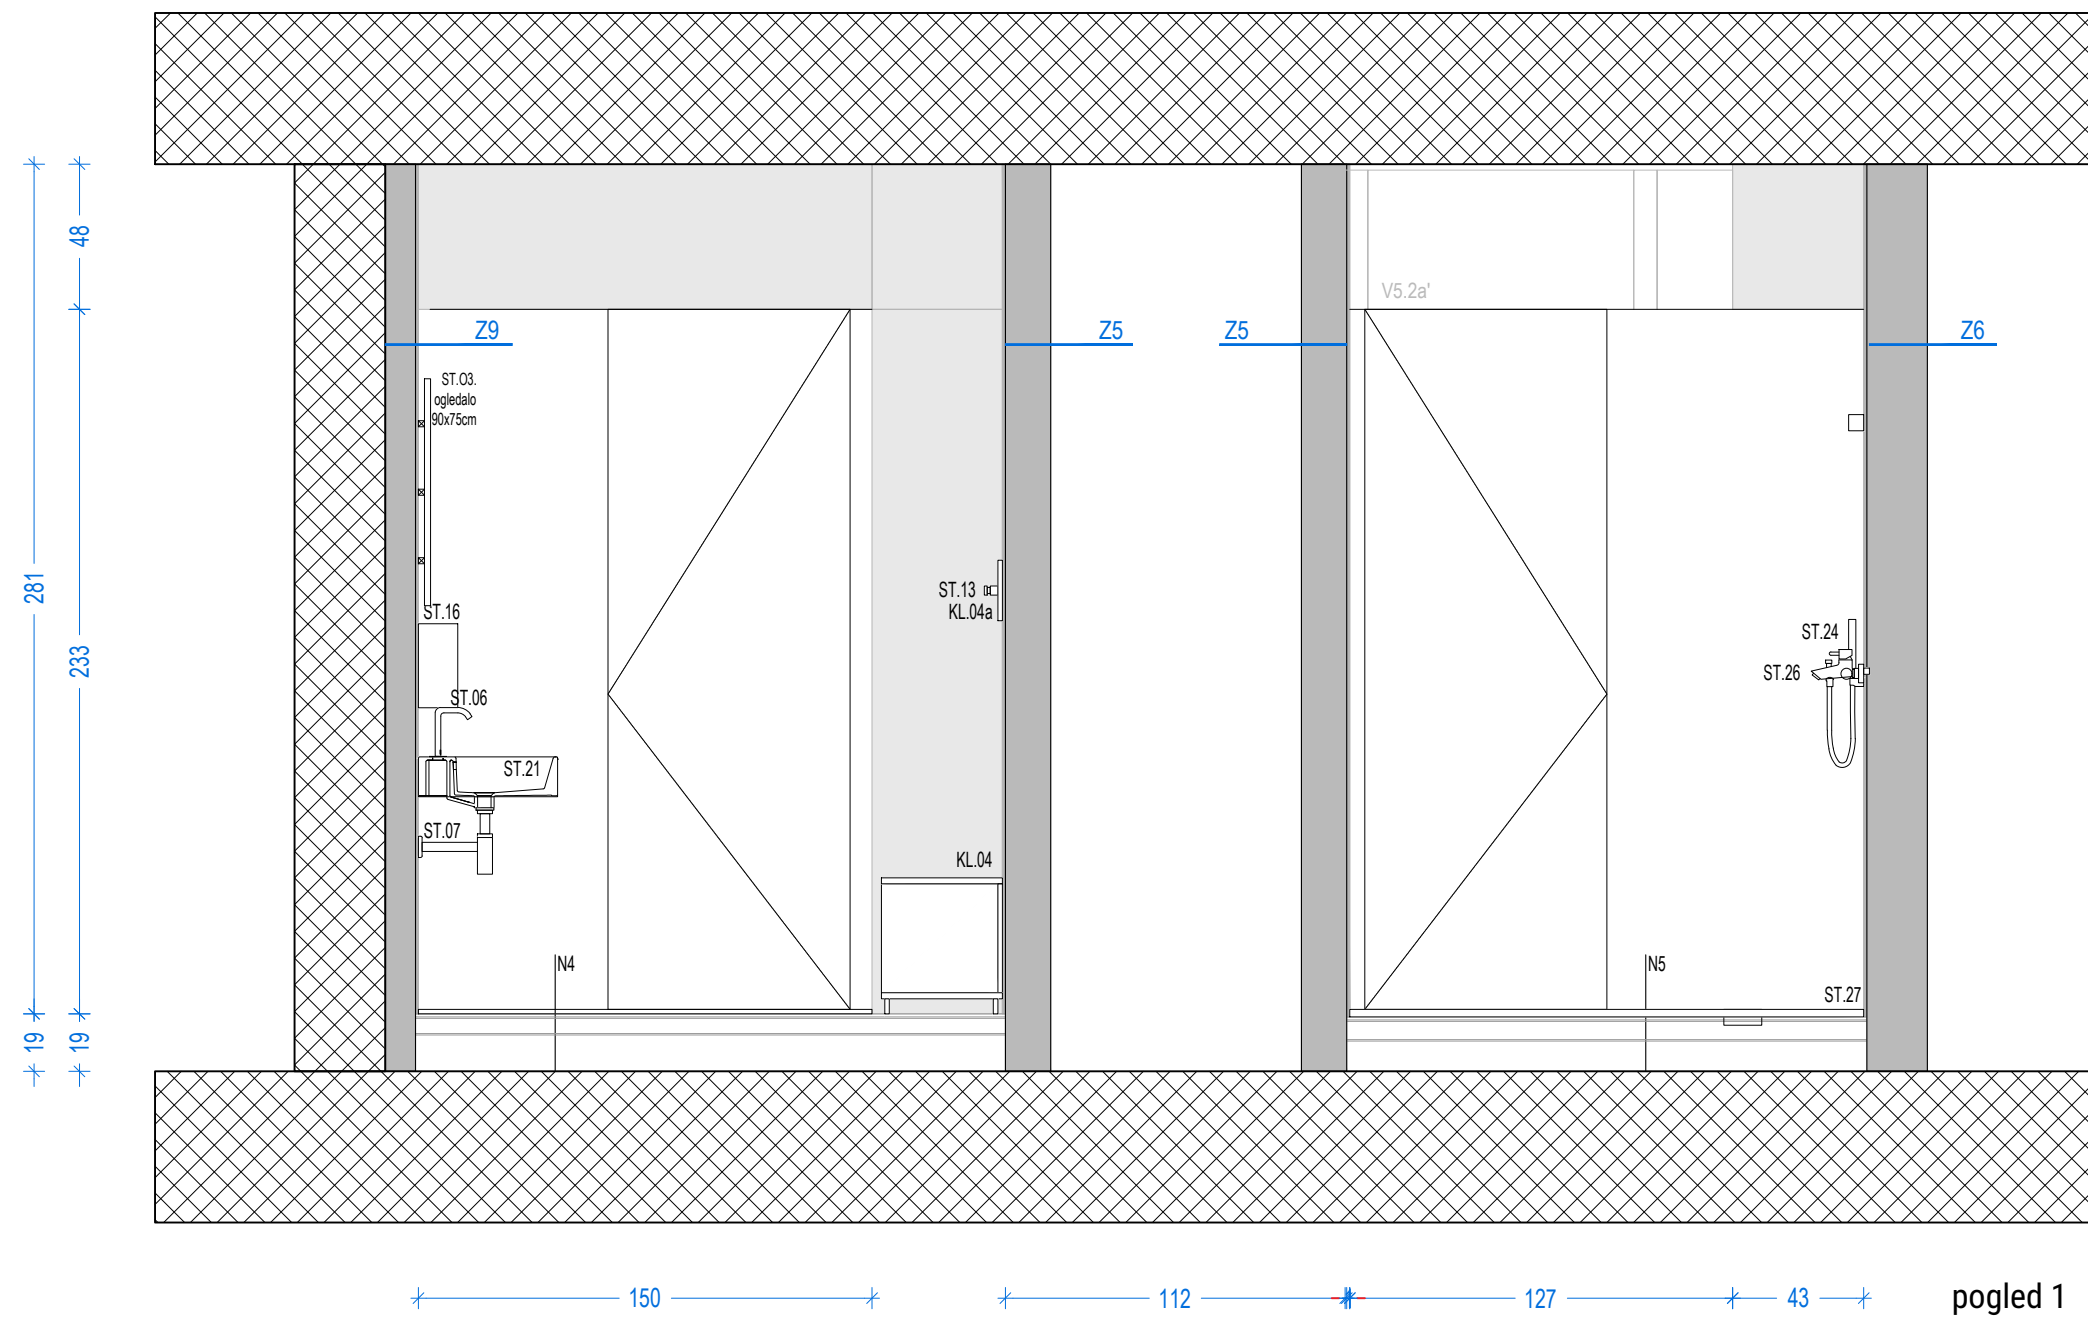 48
V5.2a'
Z9
Z5
Z5
Z6
ST.O3.
ogledalo
90x75cm
281
ST.13
KL.04a
ST.16
233
ST.24
ST.26
ST.06
ST.21
ST.07
KL.04
N4
N5
ST.27
19
19
150
112
127
43
pogled 1